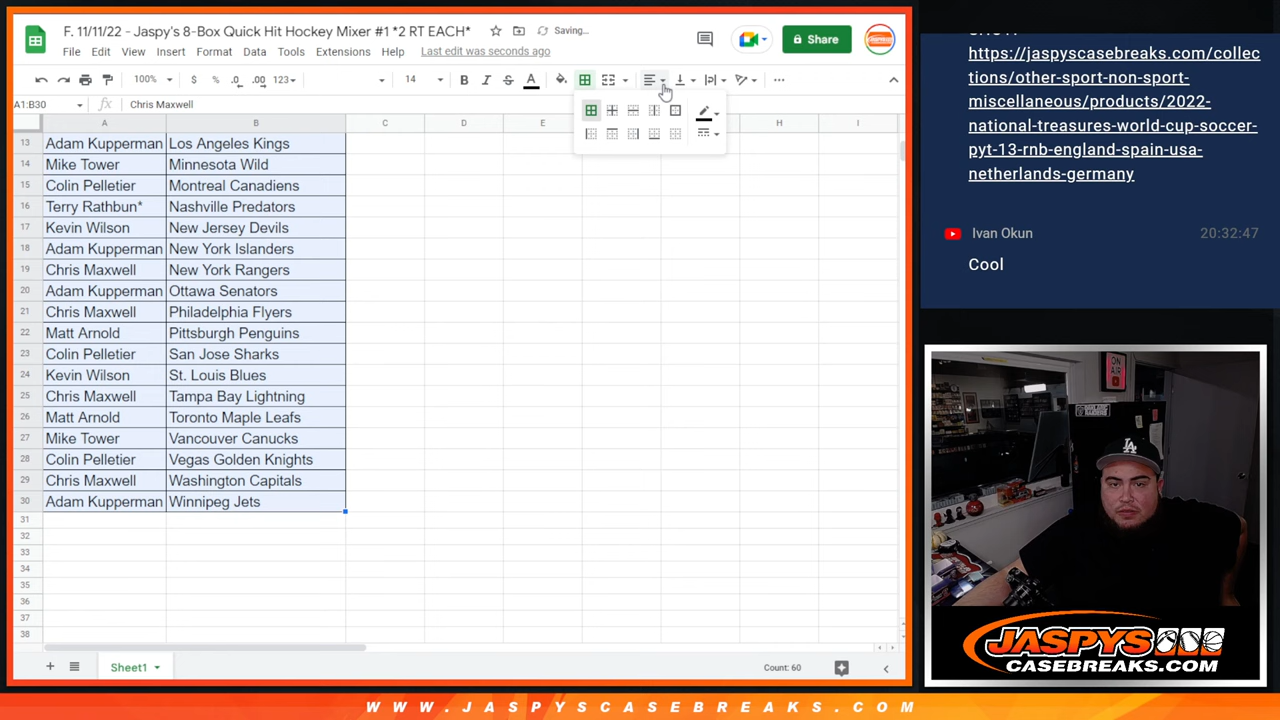 F. 11/11/22 - Jaspy's 8-Box Quick Hit Hockey Mixer #1 *2 RT EACH* Saving...
File Edit View Insert Format Data Tools Extensions Help Last edit was seconds ago
Share
100% $ % .0 .00 123 14 B I S A
A1:B30 fx Chris Maxwell
A B C D E H I
13 Adam Kupperman Los Angeles Kings
14 Mike Tower Minnesota Wild
15 Colin Pelletier Montreal Canadiens
16 Terry Rathbun* Nashville Predators
17 Kevin Wilson New Jersey Devils
18 Adam Kupperman New York Islanders
19 Chris Maxwell New York Rangers
20 Adam Kupperman Ottawa Senators
21 Chris Maxwell Philadelphia Flyers
22 Matt Arnold Pittsburgh Penguins
23 Colin Pelletier San Jose Sharks
24 Kevin Wilson St. Louis Blues
25 Chris Maxwell Tampa Bay Lightning
26 Matt Arnold Toronto Maple Leafs
27 Mike Tower Vancouver Canucks
28 Colin Pelletier Vegas Golden Knights
29 Chris Maxwell Washington Capitals
30 Adam Kupperman Winnipeg Jets
31
32
33
34
35
36
37
38
Sheet1
Count: 60
https://jaspyscasebreaks.com/collec
tions/other-sport-non-sport-
miscellaneous/products/2022-
national-treasures-world-cup-soccer-
pyt-13-rnb-england-spain-usa-
netherlands-germany
Ivan Okun 20:32:47
Cool
ON
AIR
LA
JASPYS
CASEBREAKS.COM
WWW.JASPYSCASEBREAKS.COM